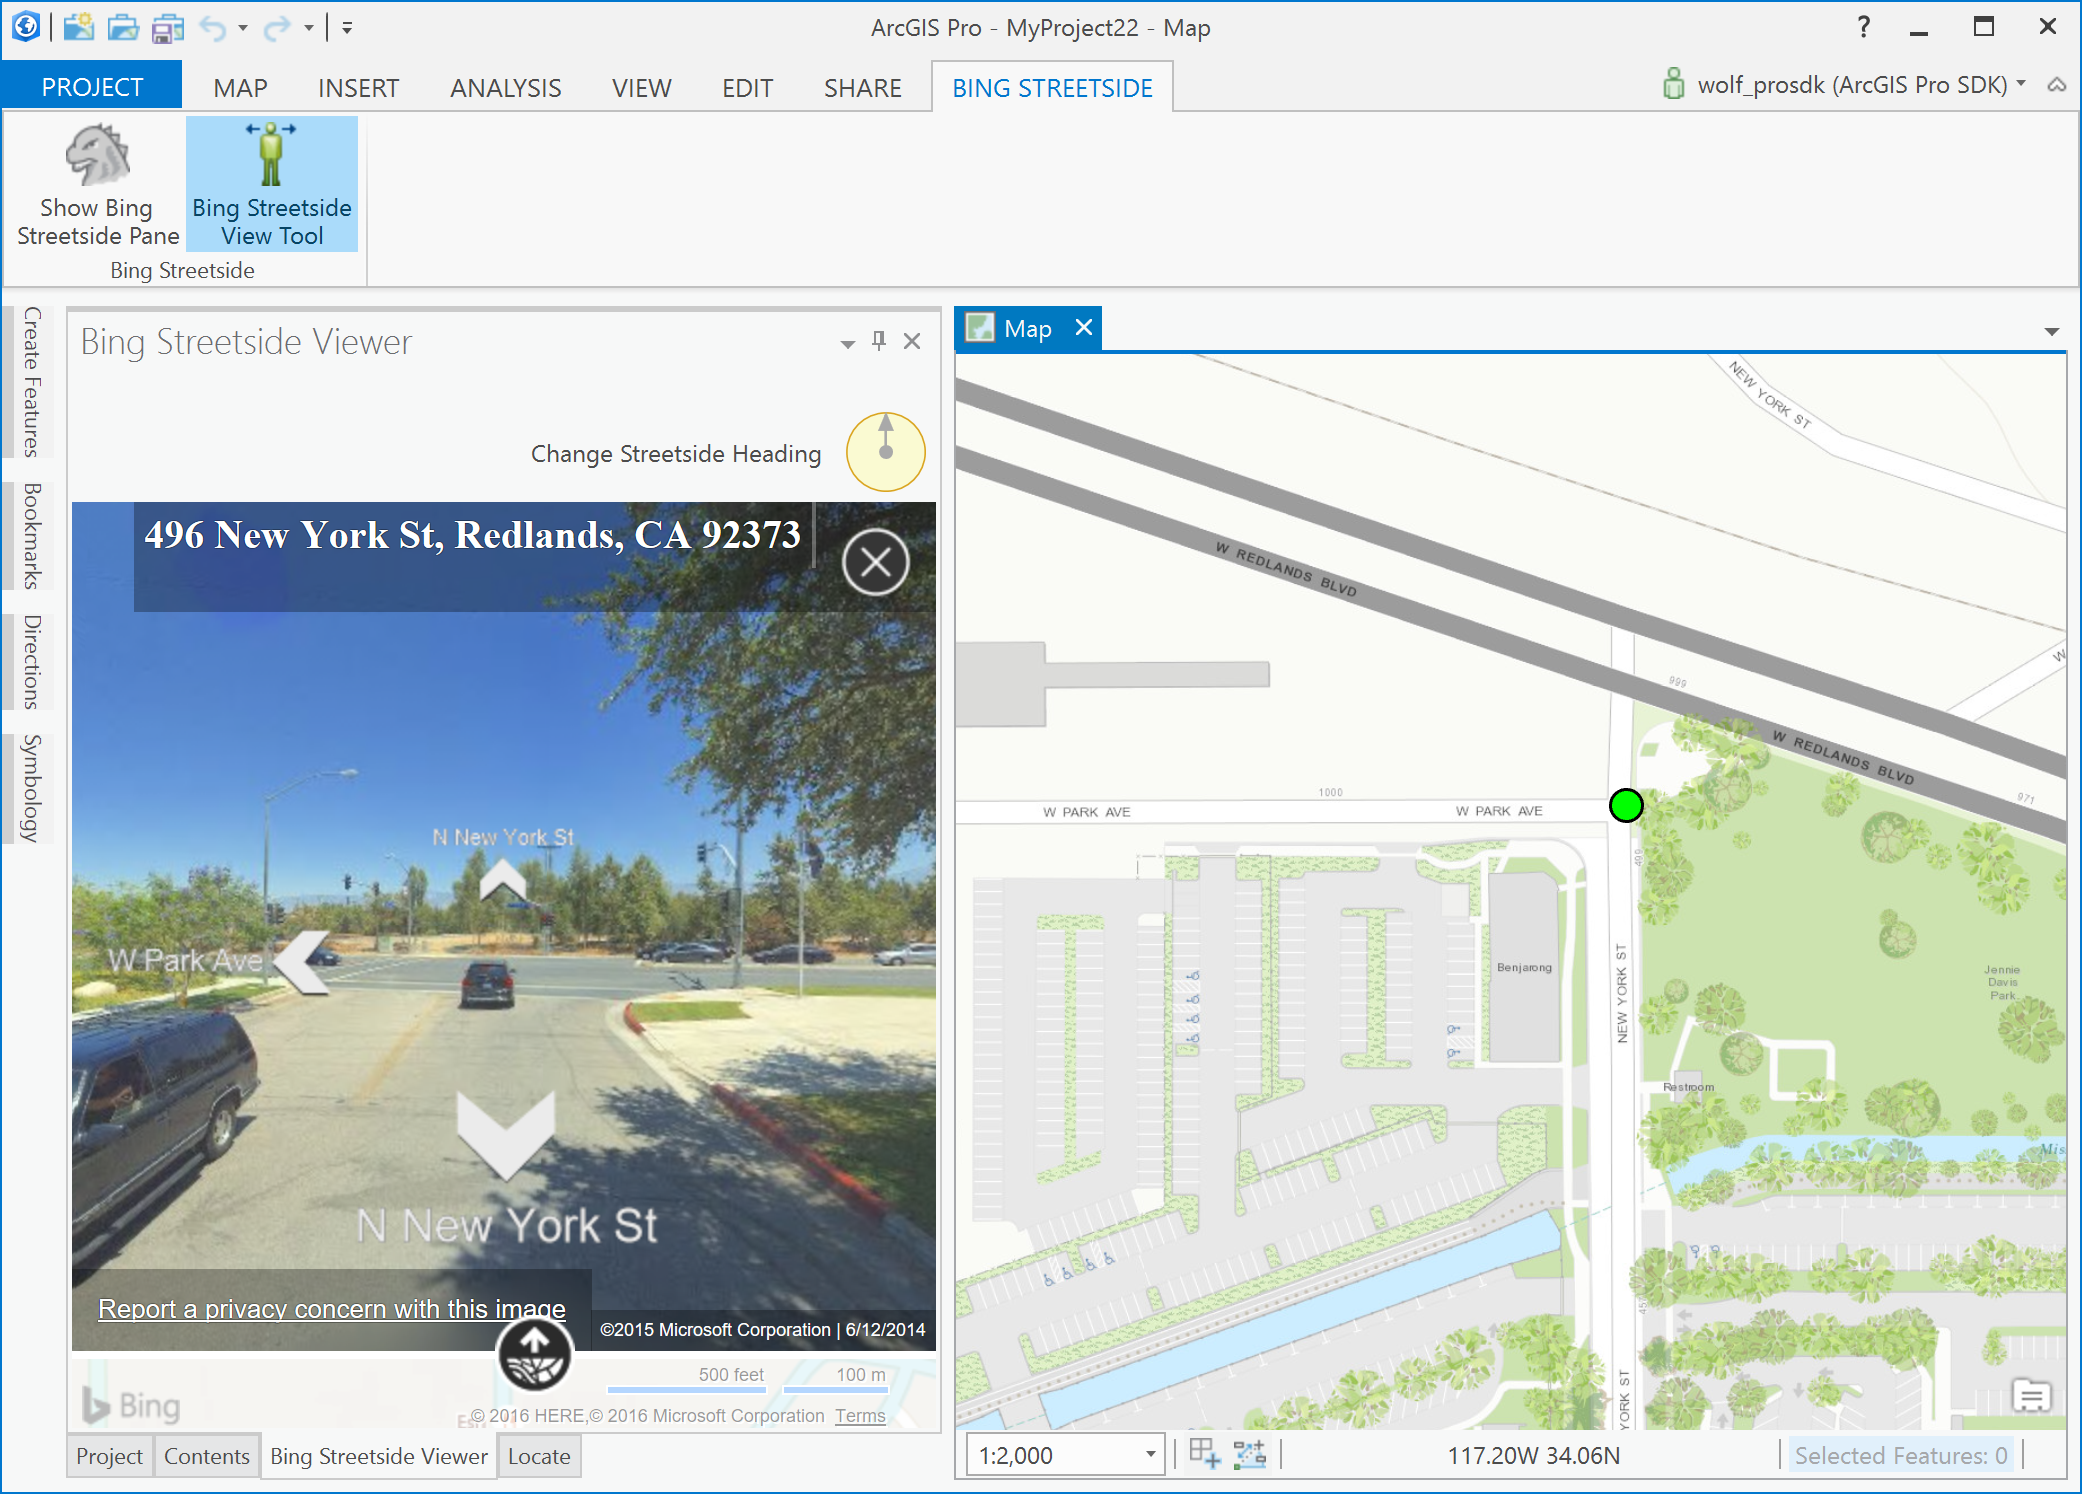 ArcGIS Pro - MyProject22 - Map
?
PROJECT
MAP
INSERT
ANALYSIS
VIEW
EDIT
SHARE
BING STREETSIDE
wolf_prosdk (ArcGIS Pro SDK)
Show Bing
Streetside Pane
Bing Streetside
View Tool
Bing Streetside
Create Features
Bookmarks
Directions
Symbology
Bing Streetside Viewer
Change Streetside Heading
496 New York St, Redlands, CA 92373
N New York St
W Park Ave
N New York St
Report a privacy concern with this image
©2015 Microsoft Corporation | 6/12/2014
Bing
500 feet
100 m
© 2016 HERE,© 2016 Microsoft Corporation Terms
Project
Contents
Bing Streetside Viewer
Locate
Map
NEW YORK ST
W REDLANDS BLVD
W
999
W REDLANDS BLVD
971
1000
W PARK AVE
W PARK AVE
499
Benjarong
NEW YORK ST
Jennie
Davis
Park
Restroom
Mis
YORK ST
1:2,000
117.20W 34.06N
Selected Features: 0